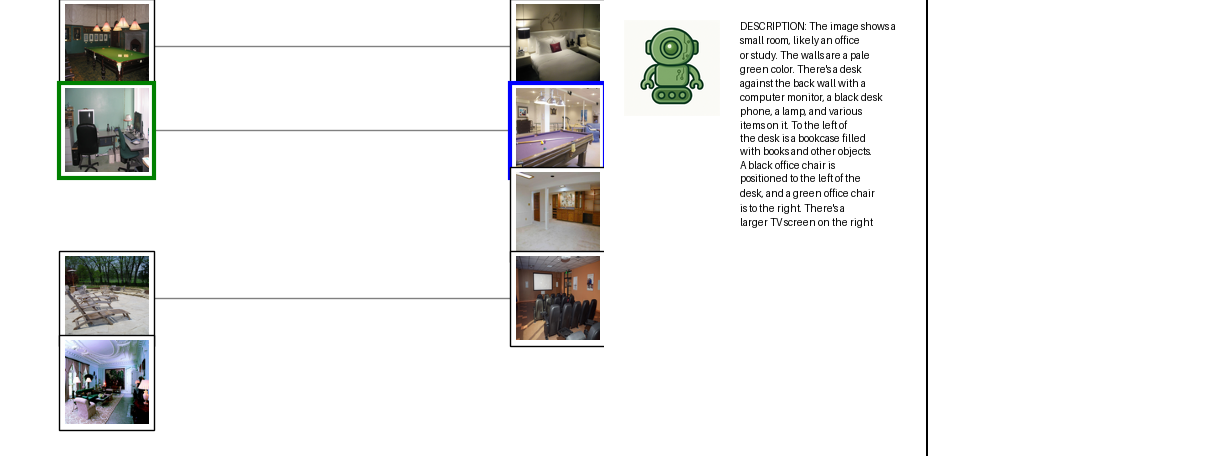 DESCRIPTION: The image shows a
small room, likely an office
or study. The walls are a pale
green color. There's a desk
against the back wall with a
computer monitor, a black desk
phone, a lamp, and various
items on it. To the left of
the desk is a bookcase filled
with books and other objects.
A black office chair is
positioned to the left of the
desk, and a green office chair
is to the right. There's a
larger TV screen on the right